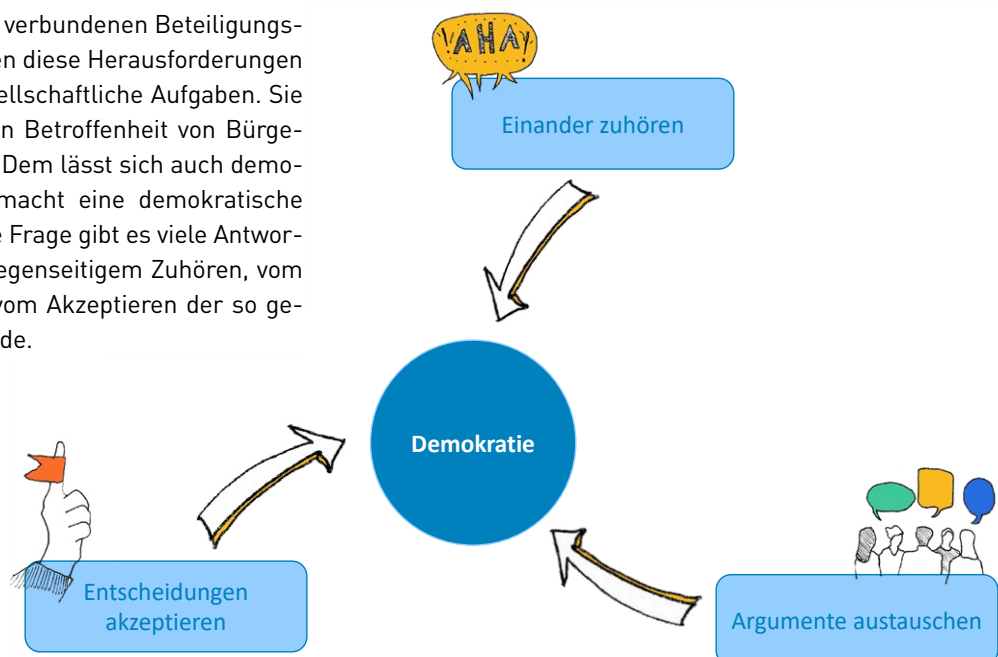 verbundenen Beteiligungs-
en diese Herausforderungen
ellschaftliche Aufgaben. Sie
n Betroffenheit von Bürge-
Dem lässt sich auch demo-
macht eine demokratische
e Frage gibt es viele Antwor-
egenseitigem Zuhören, vom
vom Akzeptieren der so ge-
de.
!AHA!
Einander zuhören
Demokratie
Entscheidungen
akzeptieren
Argumente austauschen